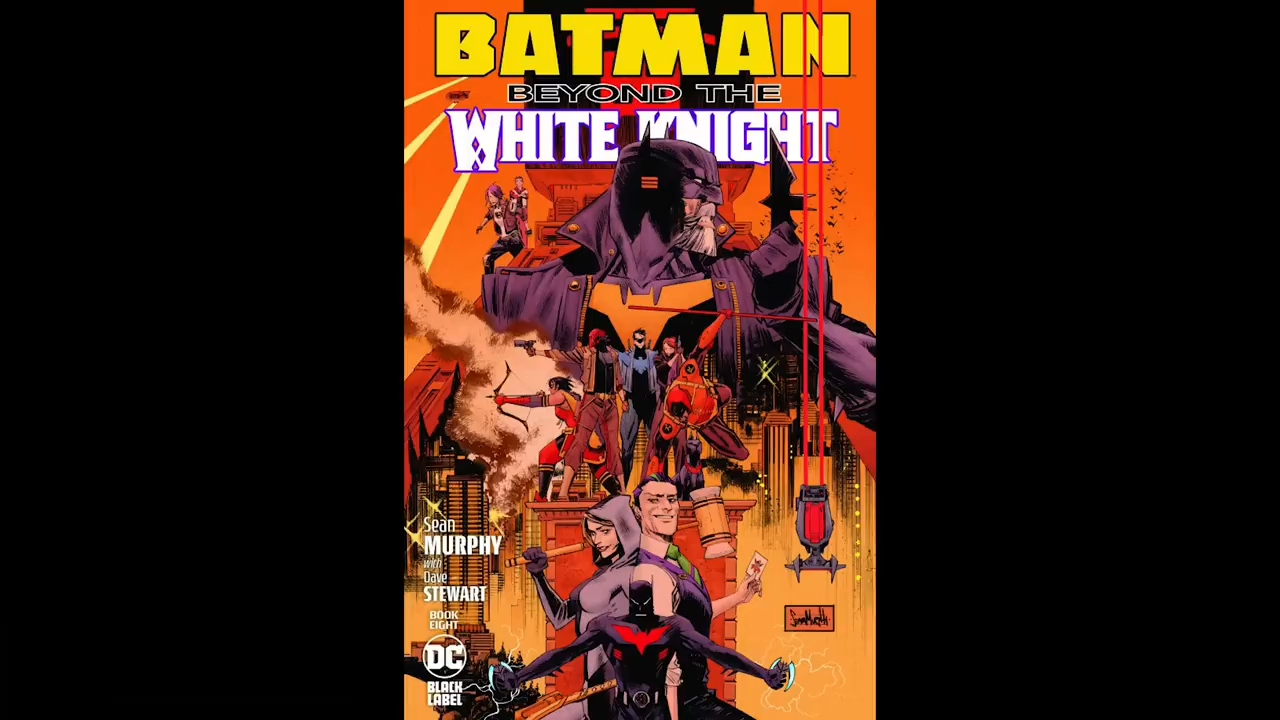 BATMAN
BEYOND THE
WHITE KNIGHT
Sean
MURPHY
with
Dave
STEWART
BOOK
EIGHT
DC
BLACK
LABEL